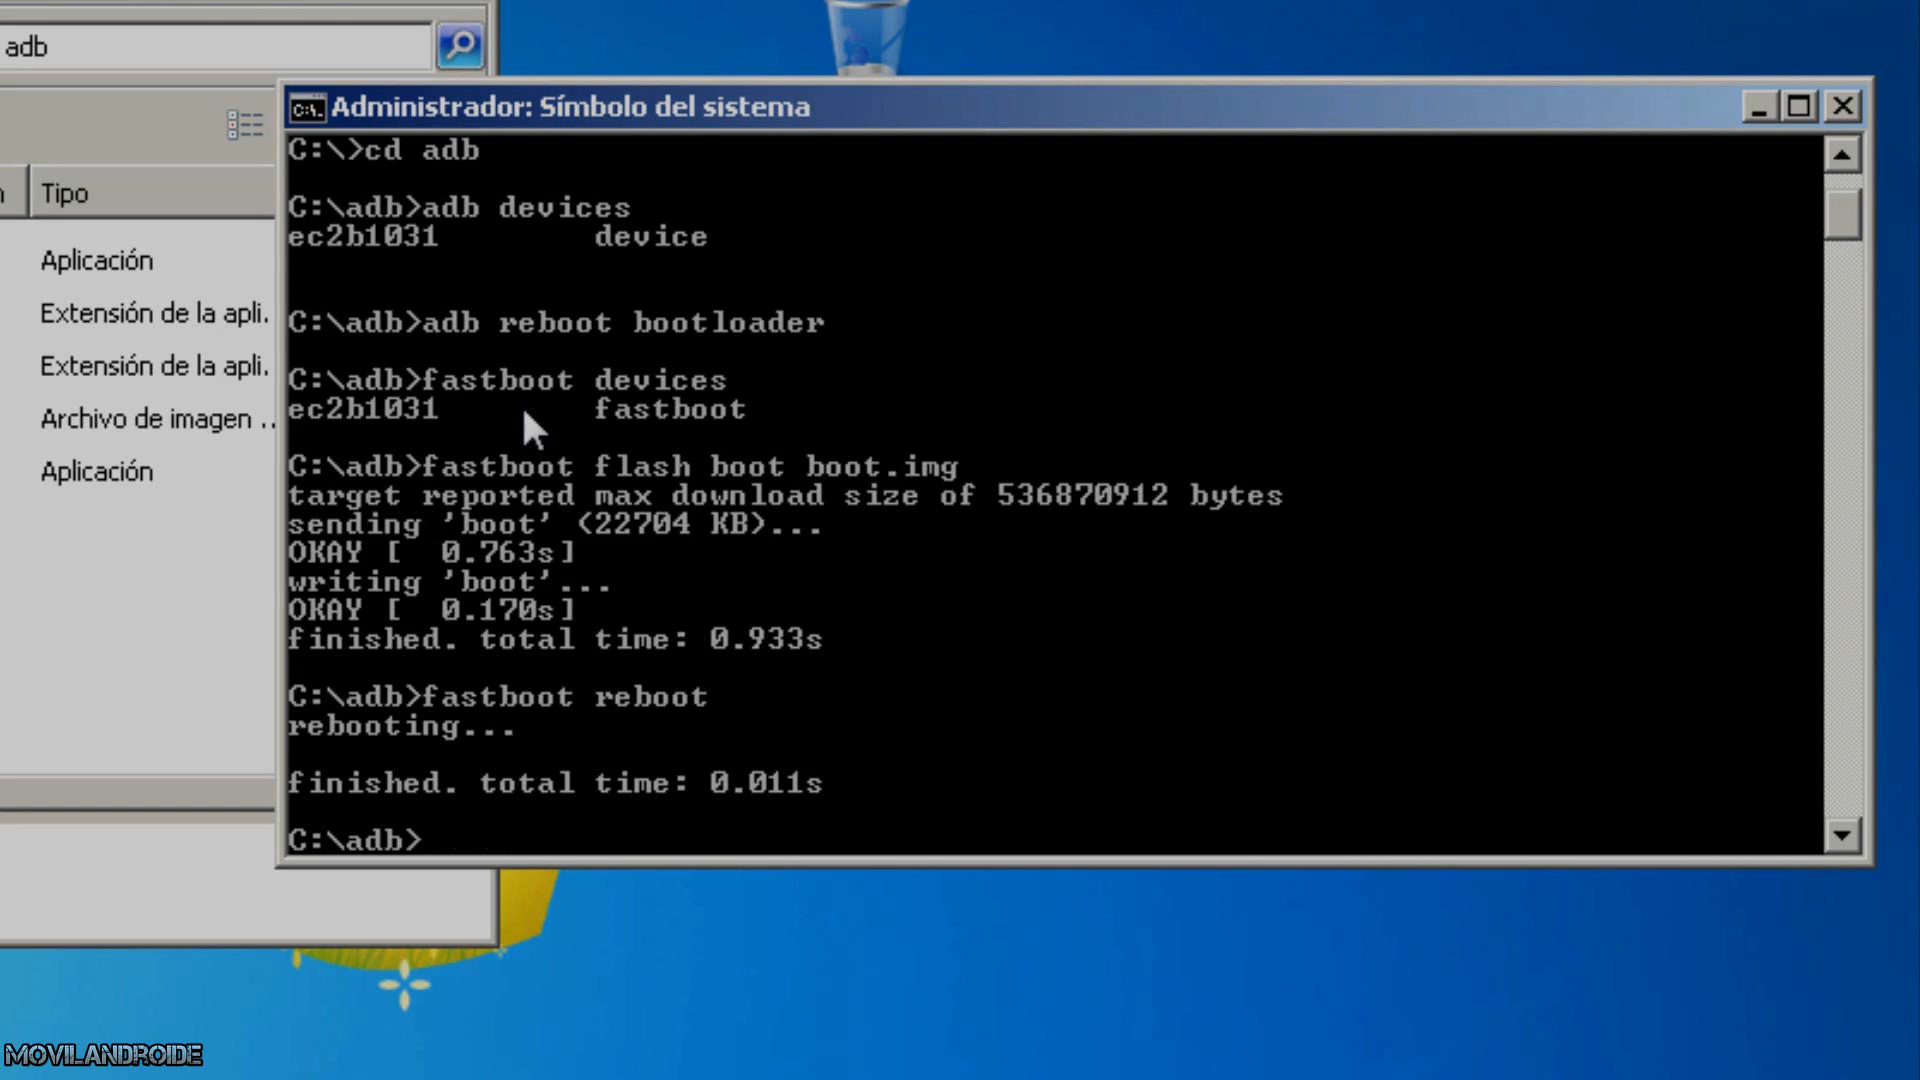 adb
Administrador: Símbolo del sistema
Tipo
Aplicación
Extensión de la apli.
Extensión de la apli.
Archivo de imagen ..
Aplicación
C:\>cd adb
C:\adb>adb devices
ec2b1031 device
C:\adb>adb reboot bootloader
C:\adb>fastboot devices
ec2b1031 fastboot
C:\adb>fastboot flash boot boot.img
target reported max download size of 536870912 bytes
sending 'boot' (22704 KB)...
OKAY [ 0.763s]
writing 'boot'...
OKAY [ 0.170s]
finished. total time: 0.933s
C:\adb>fastboot reboot
rebooting...
finished. total time: 0.011s
C:\adb>
MOVILANDROIDE